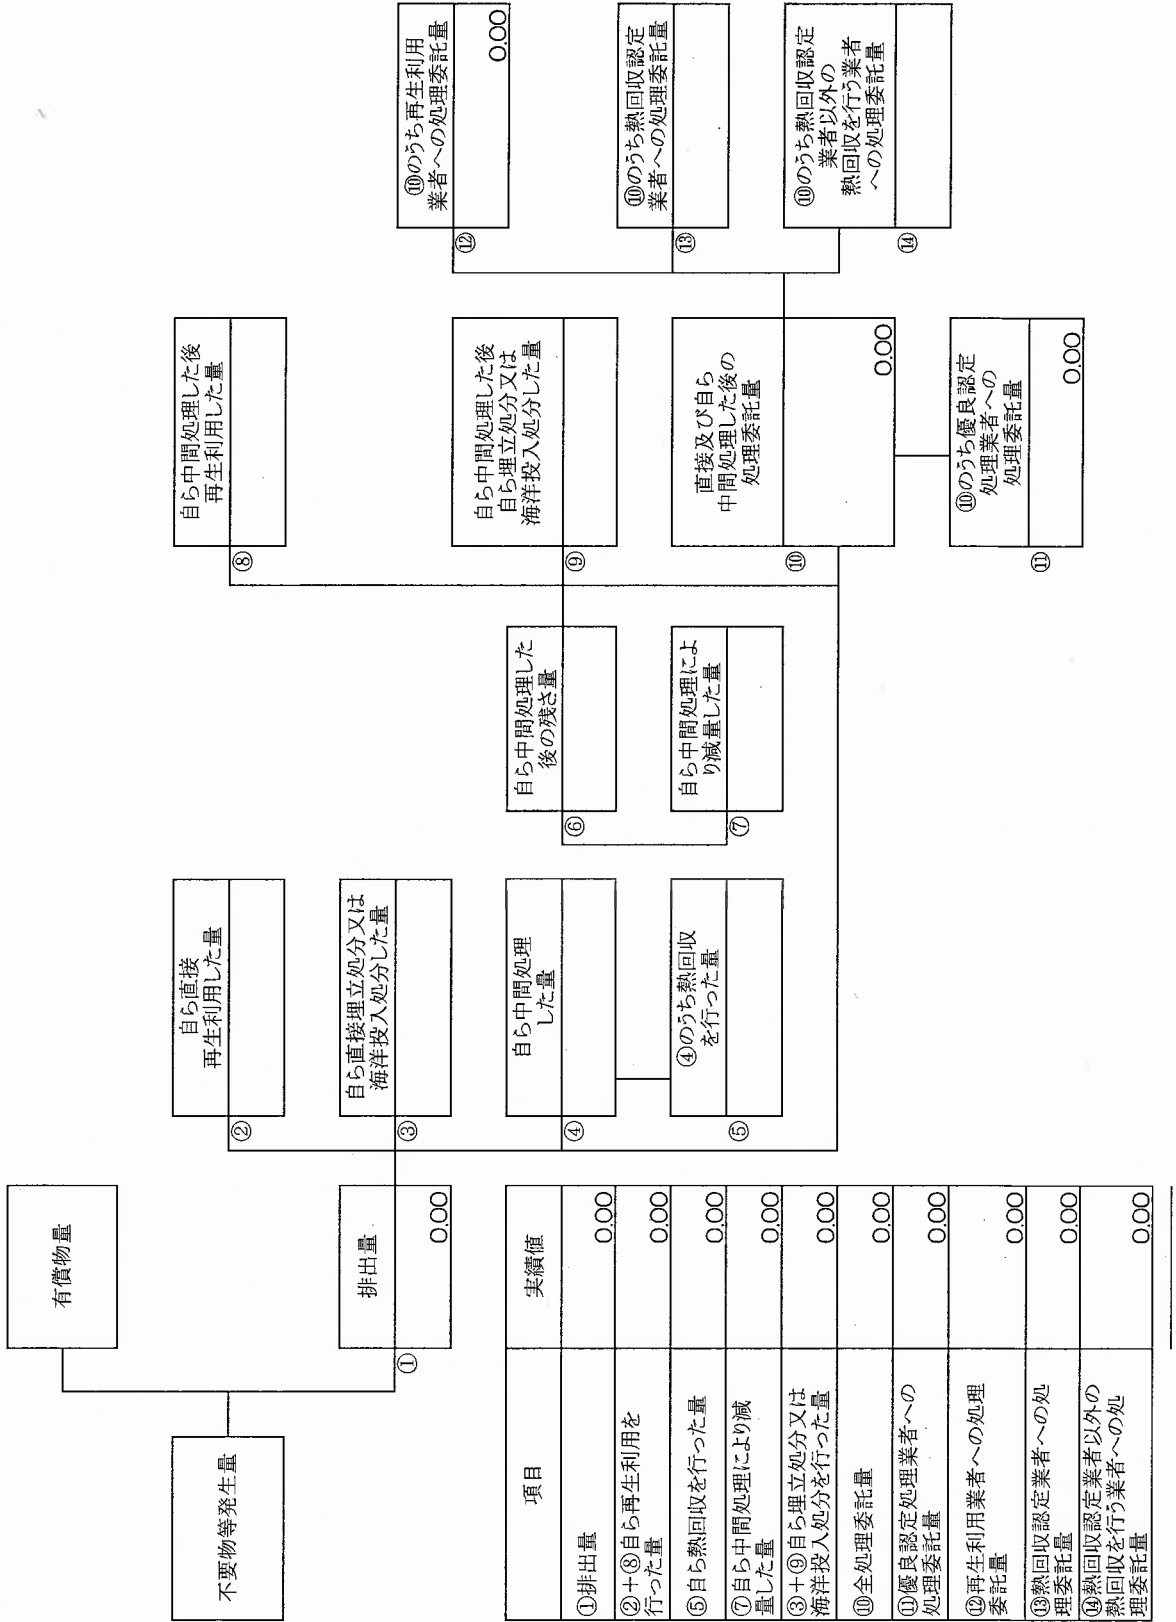 不要物等発生量
有償物量
①
排出量
0.00
②
自ら直接
再生利用した量
③
自ら直接埋立処分又は
海洋投入処分した量
④
自ら中間処理
した量
⑤
④のうち熱回収
を行った量
⑥
自ら中間処理した
後の残さ量
⑦
自ら中間処理によ
り減量した量
⑧
自ら中間処理した後
再生利用した量
⑨
自ら中間処理した後
自ら埋立処分又は
海洋投入処分した量
⑩
直接及び自ら
中間処理した後の
処理委託量
0.00
⑪
⑩のうち優良認定
処理業者への
処理委託量
0.00
⑫
⑩のうち再生利用
業者への処理委託量
0.00
⑬
⑩のうち熱回収認定
業者への処理委託量
⑭
⑩のうち熱回収認定
業者以外の
熱回収を行う業者
への処理委託量
項目 実績値
①排出量 0.00
②+⑧自ら再生利用を
行った量 0.00
⑤自ら熱回収を行った量 0.00
⑦自ら中間処理により減
量した量 0.00
③+⑨自ら埋立処分又は
海洋投入処分を行った量 0.00
⑩全処理委託量 0.00
⑪優良認定処理業者への
処理委託量 0.00
⑫再生利用業者への処理
委託量 0.00
⑬熱回収認定業者への処
理委託量 0.00
⑭熱回収認定業者以外の
熱回収を行う業者への処
理委託量 0.00